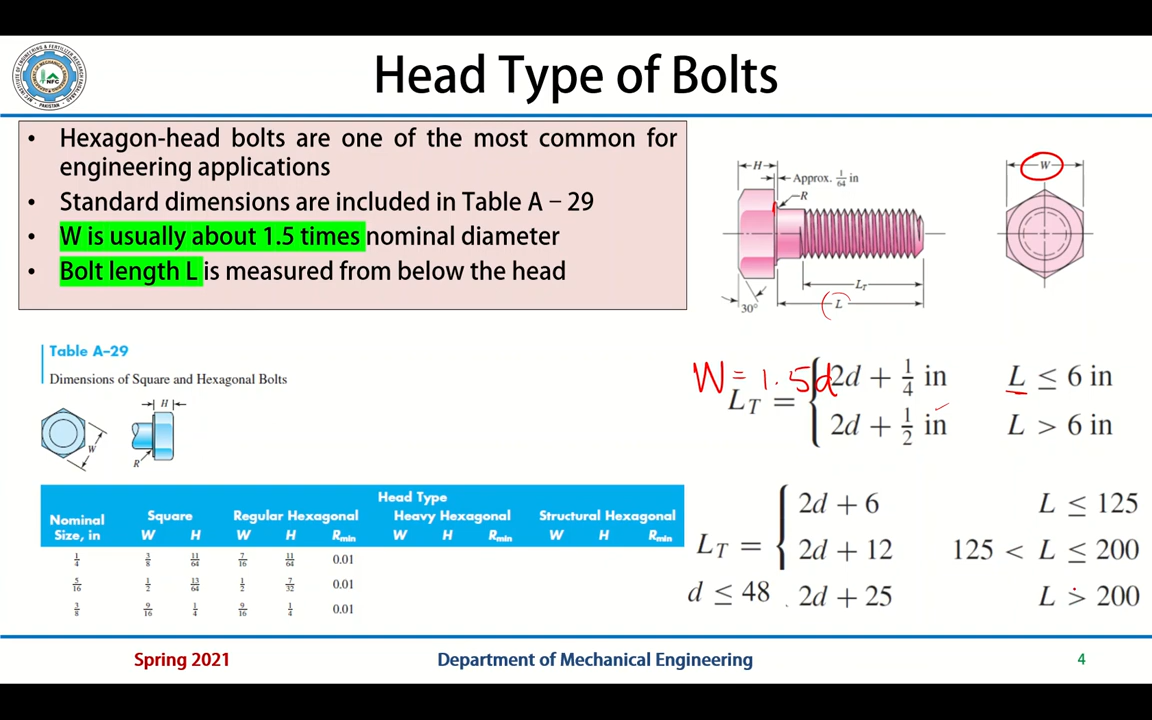 Head Type of Bolts
NFC
• Hexagon-head bolts are one of the most common for
engineering applications
• Standard dimensions are included in Table A – 29
• W is usually about 1.5 times nominal diameter
• Bolt length L is measured from below the head
H
Approx. 1/64 in
R
30°
L_T
L
W
Table A–29
Dimensions of Square and Hexagonal Bolts
H
W
R
Head Type
Nominal Size, in | Square | Regular Hexagonal | Heavy Hexagonal | Structural Hexagonal
W H | W H Rmin | W H Rmin | W H Rmin
1/4 3/8 11/64 7/16 11/64 0.01
5/16 1/2 13/64 1/2 7/32 0.01
3/8 9/16 1/4 9/16 1/4 0.01
W = 1.5d
L_T = { 2d + 1/4 in L ≤ 6 in
2d + 1/2 in L > 6 in
L_T = { 2d + 6 L ≤ 125
2d + 12 125 < L ≤ 200
2d + 25 L > 200
d ≤ 48
Spring 2021
Department of Mechanical Engineering
4